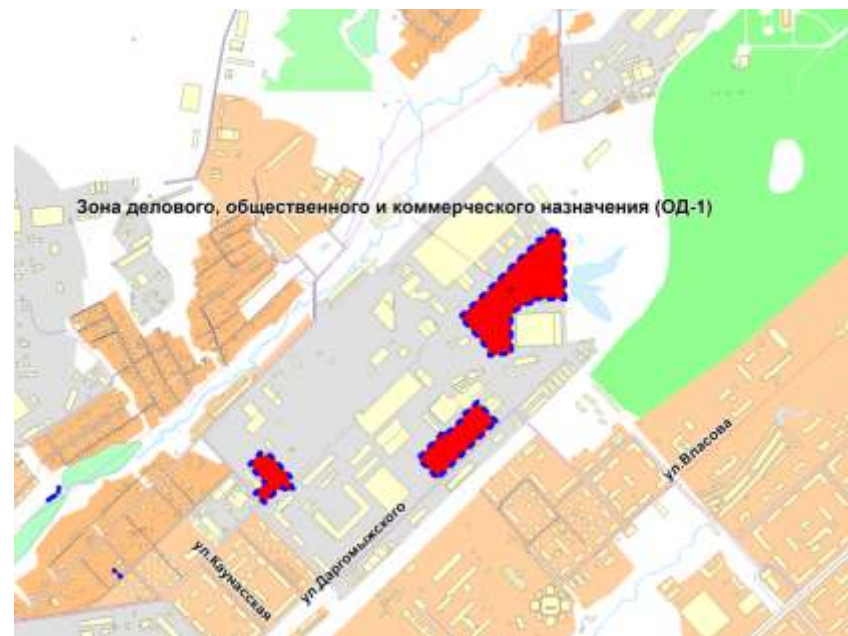 Зона делового, общественного и коммерческого назначения (ОД-1)
ул.Власова
ул.Даргомыжского
ул.Каунасская